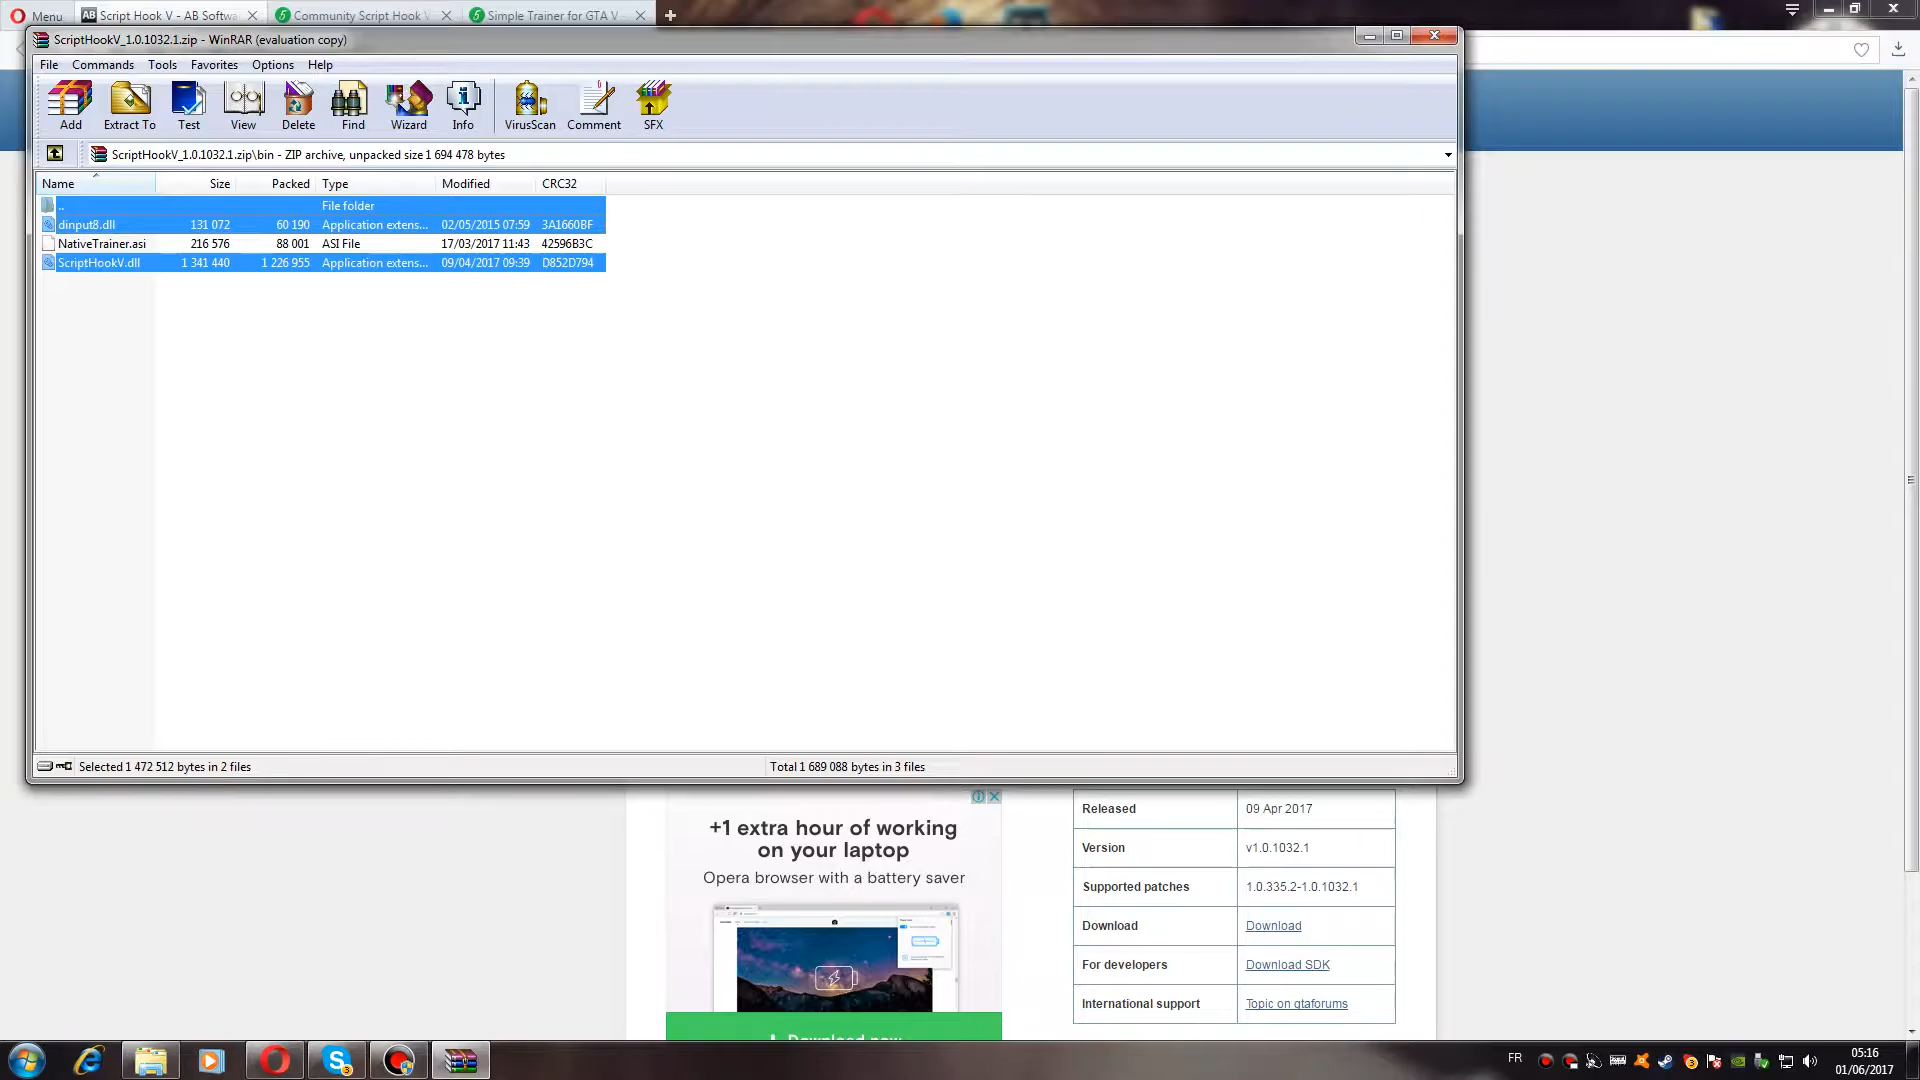 Menu
Script Hook V - AB Softwa
Community Script Hook V
Simple Trainer for GTA V
ScriptHookV_1.0.1032.1.zip - WinRAR (evaluation copy)
File Commands Tools Favorites Options Help
Add Extract To Test View Delete Find Wizard Info VirusScan Comment SFX
ScriptHookV_1.0.1032.1.zip\bin - ZIP archive, unpacked size 1 694 478 bytes
Name Size Packed Type Modified CRC32
.. File folder
dinput8.dll 131 072 60 190 Application extens... 02/05/2015 07:59 3A1660BF
NativeTrainer.asi 216 576 88 001 ASI File 17/03/2017 11:43 42596B3C
ScriptHookV.dll 1 341 440 1 226 955 Application extens... 09/04/2017 09:39 D852D794
Selected 1 472 512 bytes in 2 files
Total 1 689 088 bytes in 3 files
+1 extra hour of working
on your laptop
Opera browser with a battery saver
Download now
Released 09 Apr 2017
Version v1.0.1032.1
Supported patches 1.0.335.2-1.0.1032.1
Download Download
For developers Download SDK
International support Topic on gtaforums
FR
05:16
01/06/2017